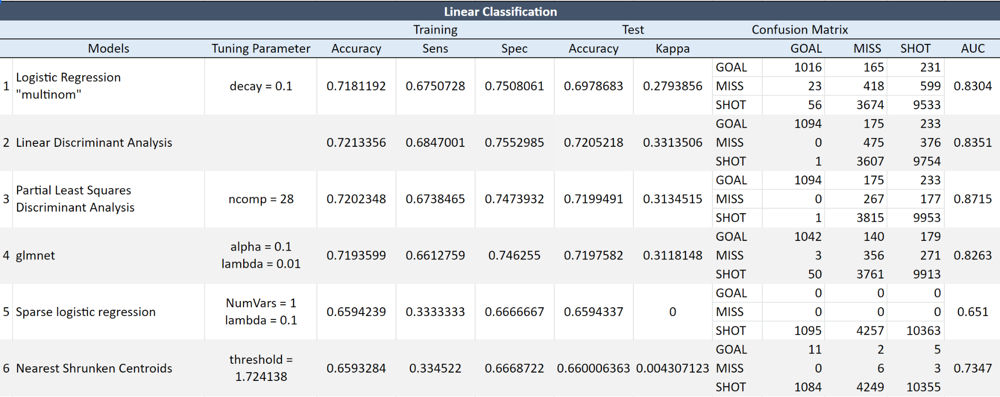 Linear Classification
Training Test Confusion Matrix
Models Tuning Parameter Accuracy Sens Spec Accuracy Kappa GOAL MISS SHOT AUC
1 Logistic Regression "multinom" decay = 0.1 0.7181192 0.6750728 0.7508061 0.6978683 0.2793856 GOAL 1016 165 231
MISS 23 418 599 0.8304
SHOT 56 3674 9533
2 Linear Discriminant Analysis 0.7213356 0.6847001 0.7552985 0.7205218 0.3313506 GOAL 1094 175 233
MISS 0 475 376 0.8351
SHOT 1 3607 9754
3 Partial Least Squares Discriminant Analysis ncomp = 28 0.7202348 0.6738465 0.7473932 0.7199491 0.3134515 GOAL 1094 175 233
MISS 0 267 177 0.8715
SHOT 1 3815 9953
4 glmnet alpha = 0.1 lambda = 0.01 0.7193599 0.6612759 0.746255 0.7197582 0.3118148 GOAL 1042 140 179
MISS 3 356 271 0.8263
SHOT 50 3761 9913
5 Sparse logistic regression NumVars = 1 lambda = 0.1 0.6594239 0.3333333 0.6666667 0.6594337 0 GOAL 0 0 0
MISS 0 0 0 0.651
SHOT 1095 4257 10363
6 Nearest Shrunken Centroids threshold = 1.724138 0.6593284 0.334522 0.6668722 0.660006363 0.004307123 GOAL 11 2 5
MISS 0 6 3 0.7347
SHOT 1084 4249 10355